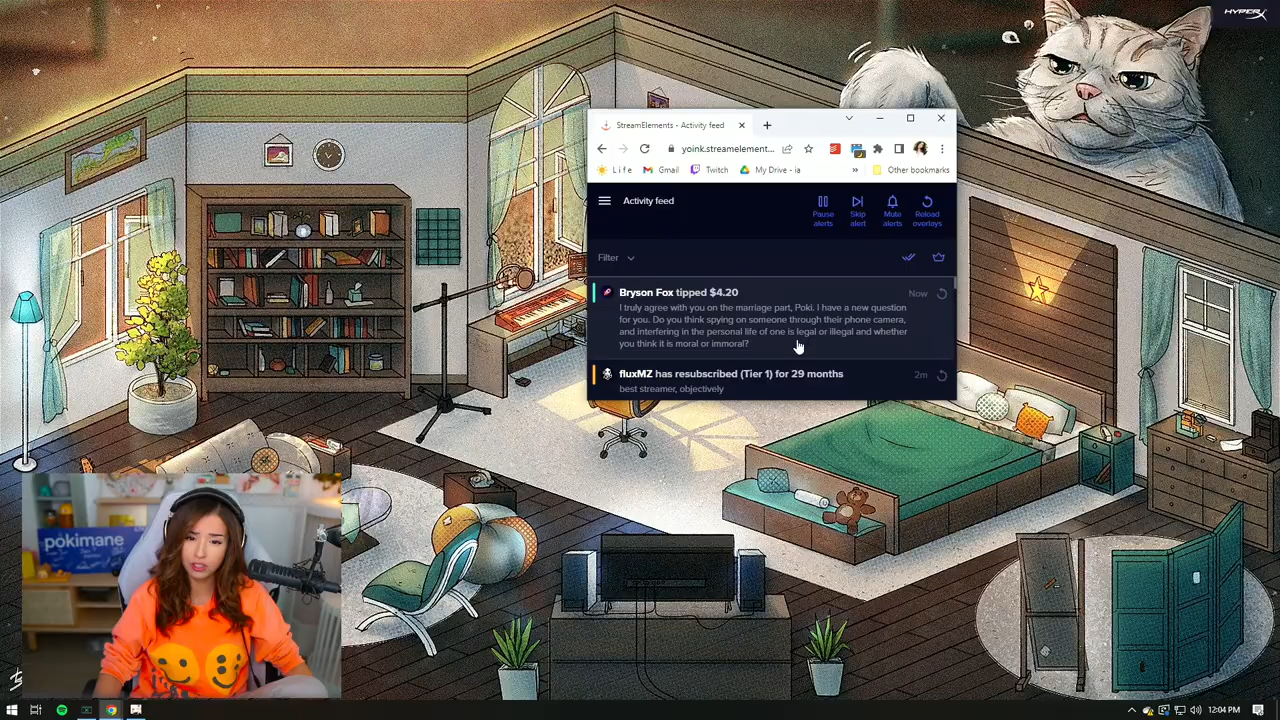 HYPERX
StreamElements - Activity feed
yoink.streamelement...
Life
Gmail
Twitch
My Drive - ia
»
Other bookmarks
Activity feed
Pause alerts
Skip alert
Mute alerts
Reload overlays
Filter
Bryson Fox tipped $4.20
Now
I truly agree with you on the marriage part, Poki. I have a new question
for you. Do you think spying on someone through their phone camera,
and interfering in the personal life of one is legal or illegal and whether
you think it is moral or immoral?
fluxMZ has resubscribed (Tier 1) for 29 months
2m
best streamer, objectively
pokimane
12:04 PM